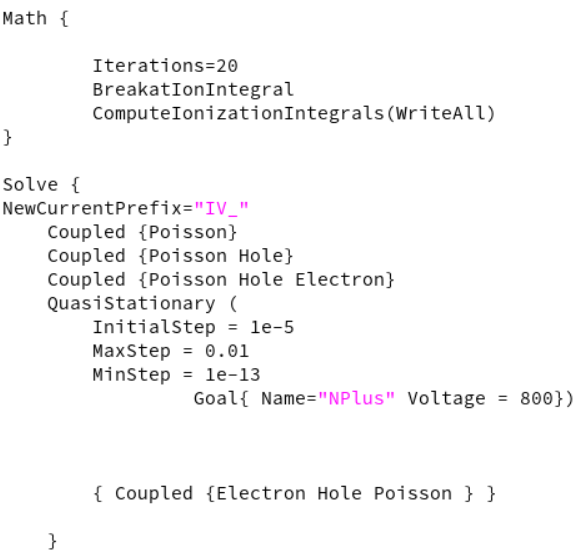 Math {
Iterations=20
BreakatIonIntegral
ComputeIonizationIntegrals(WriteAll)
}
Solve {
NewCurrentPrefix="IV_"
Coupled {Poisson}
Coupled {Poisson Hole}
Coupled {Poisson Hole Electron}
QuasiStationary (
InitialStep = 1e-5
MaxStep = 0.01
MinStep = 1e-13
Goal{ Name="NPlus" Voltage = 800})
{ Coupled {Electron Hole Poisson } }
}